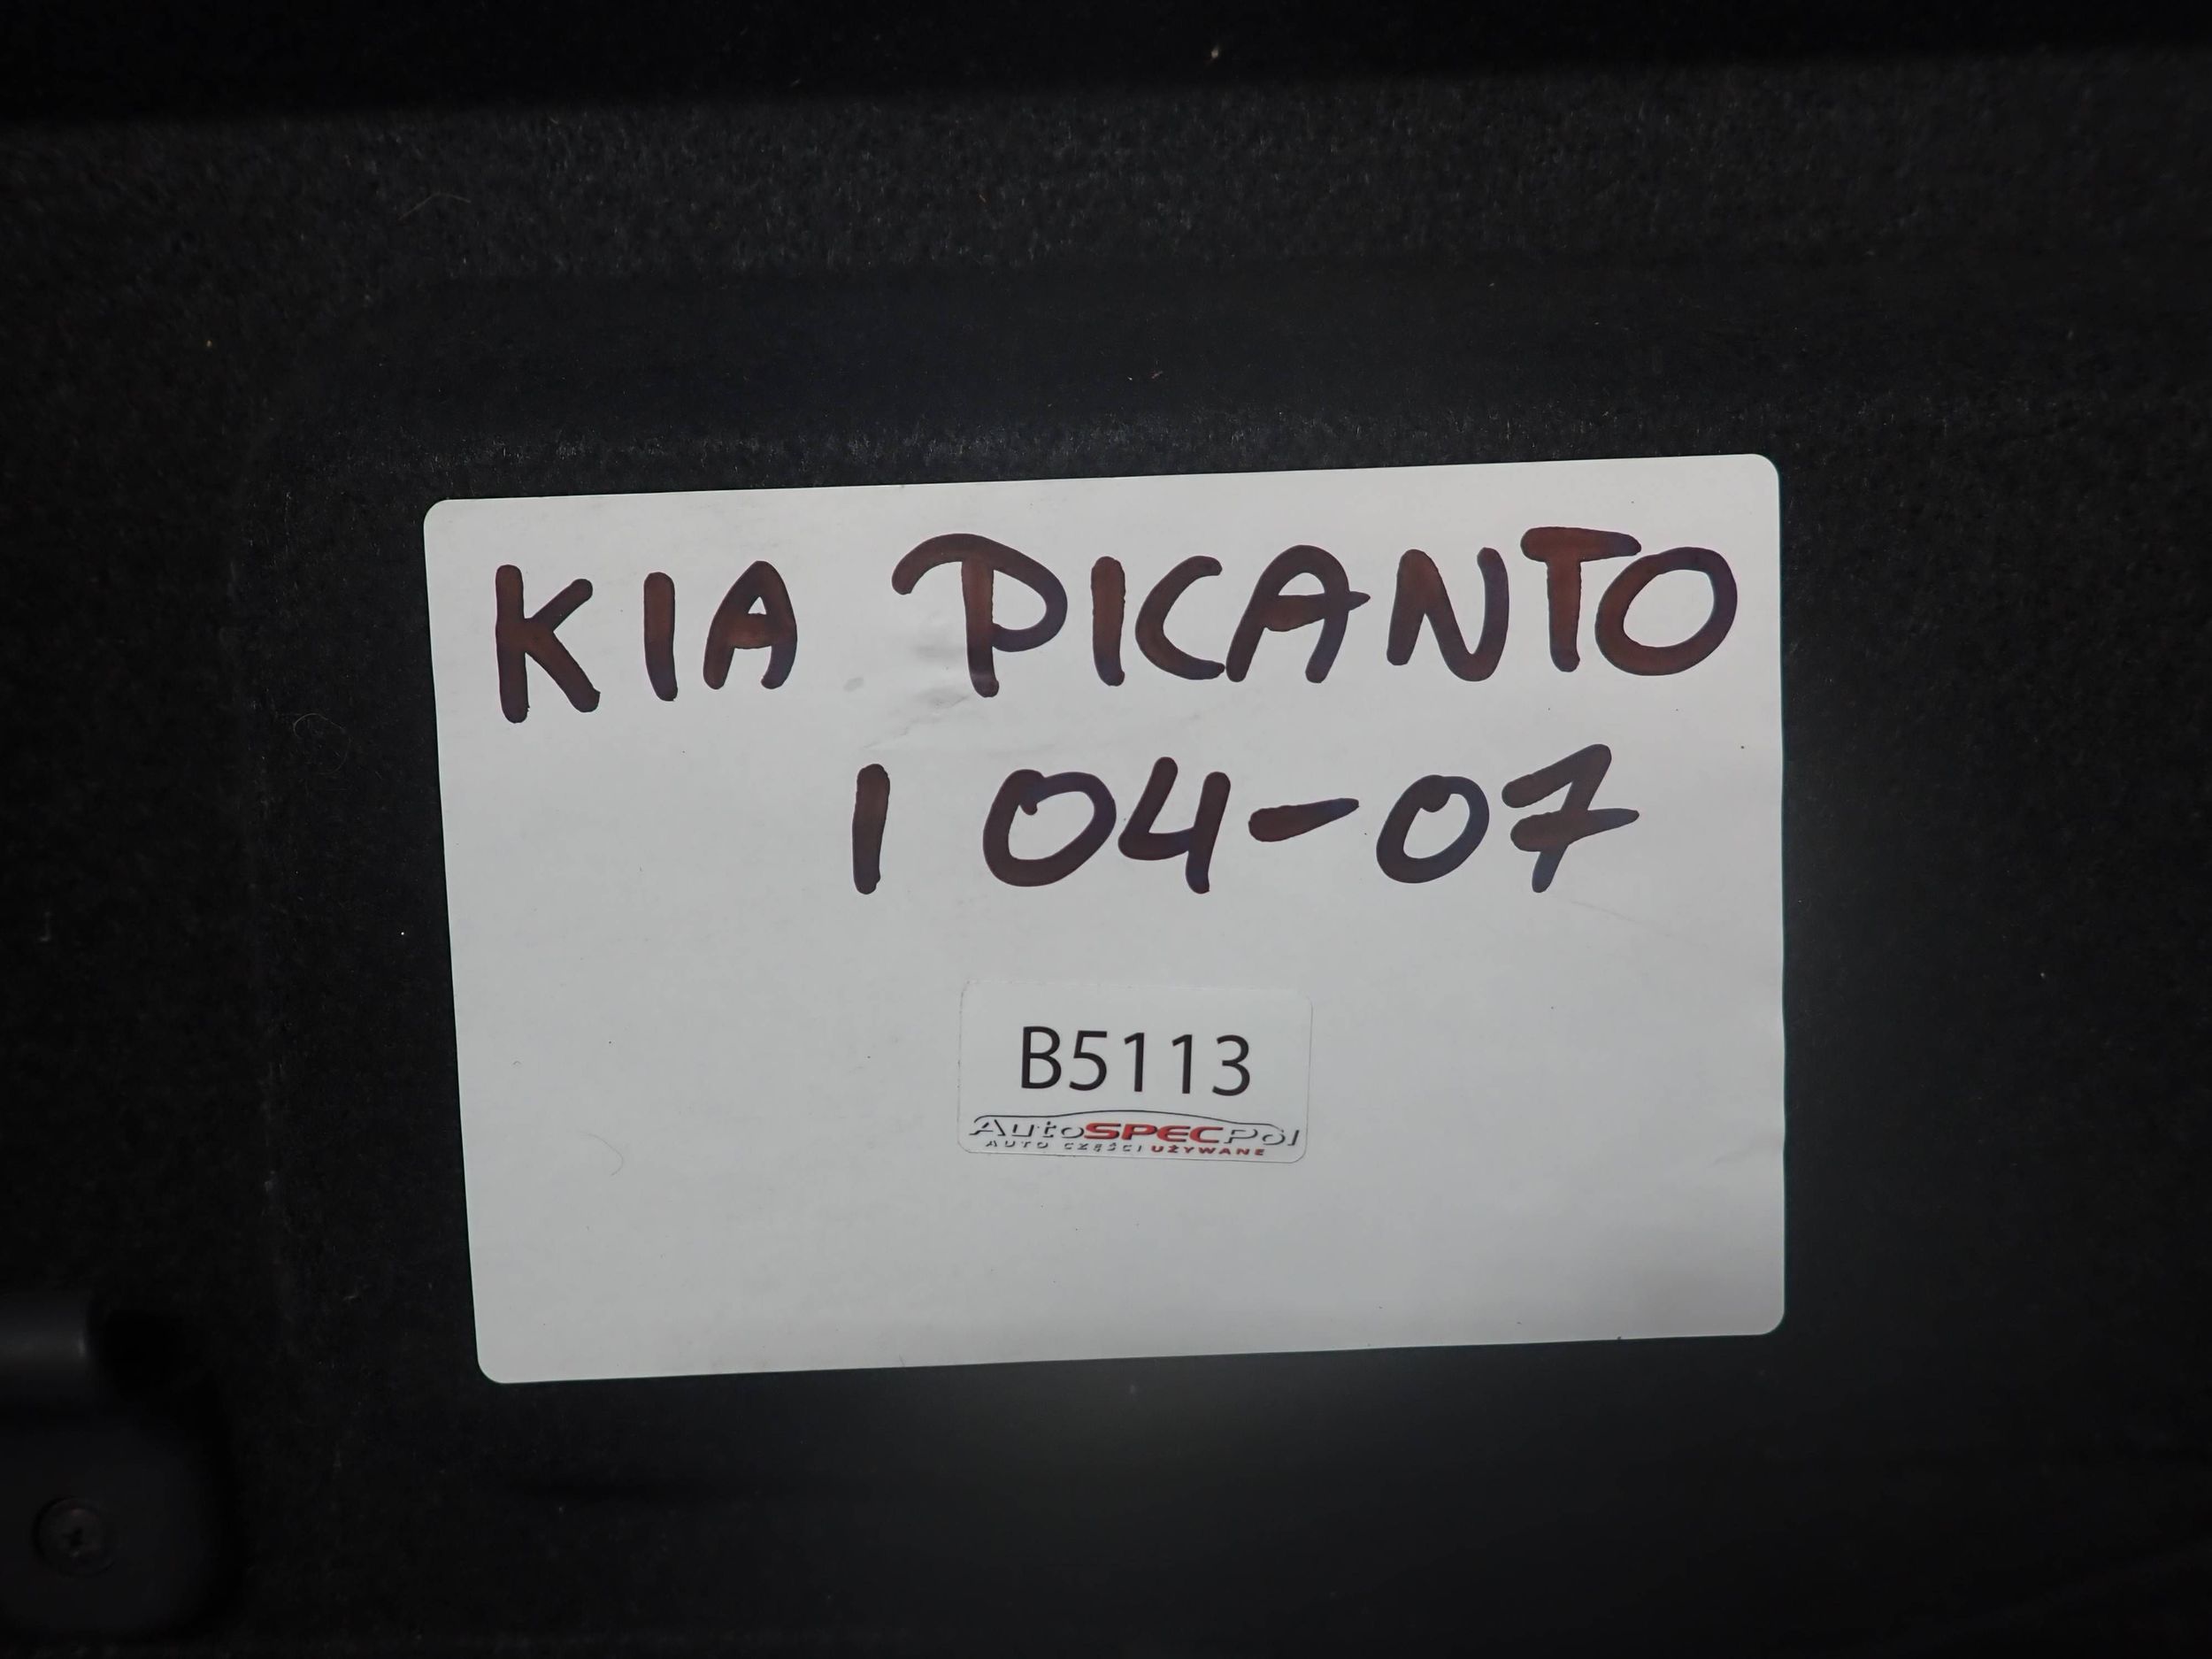 KIA PICANTO
I 04-07
B5113
AutoSPECPol
AUTO CZĘŚCI UŻYWANE